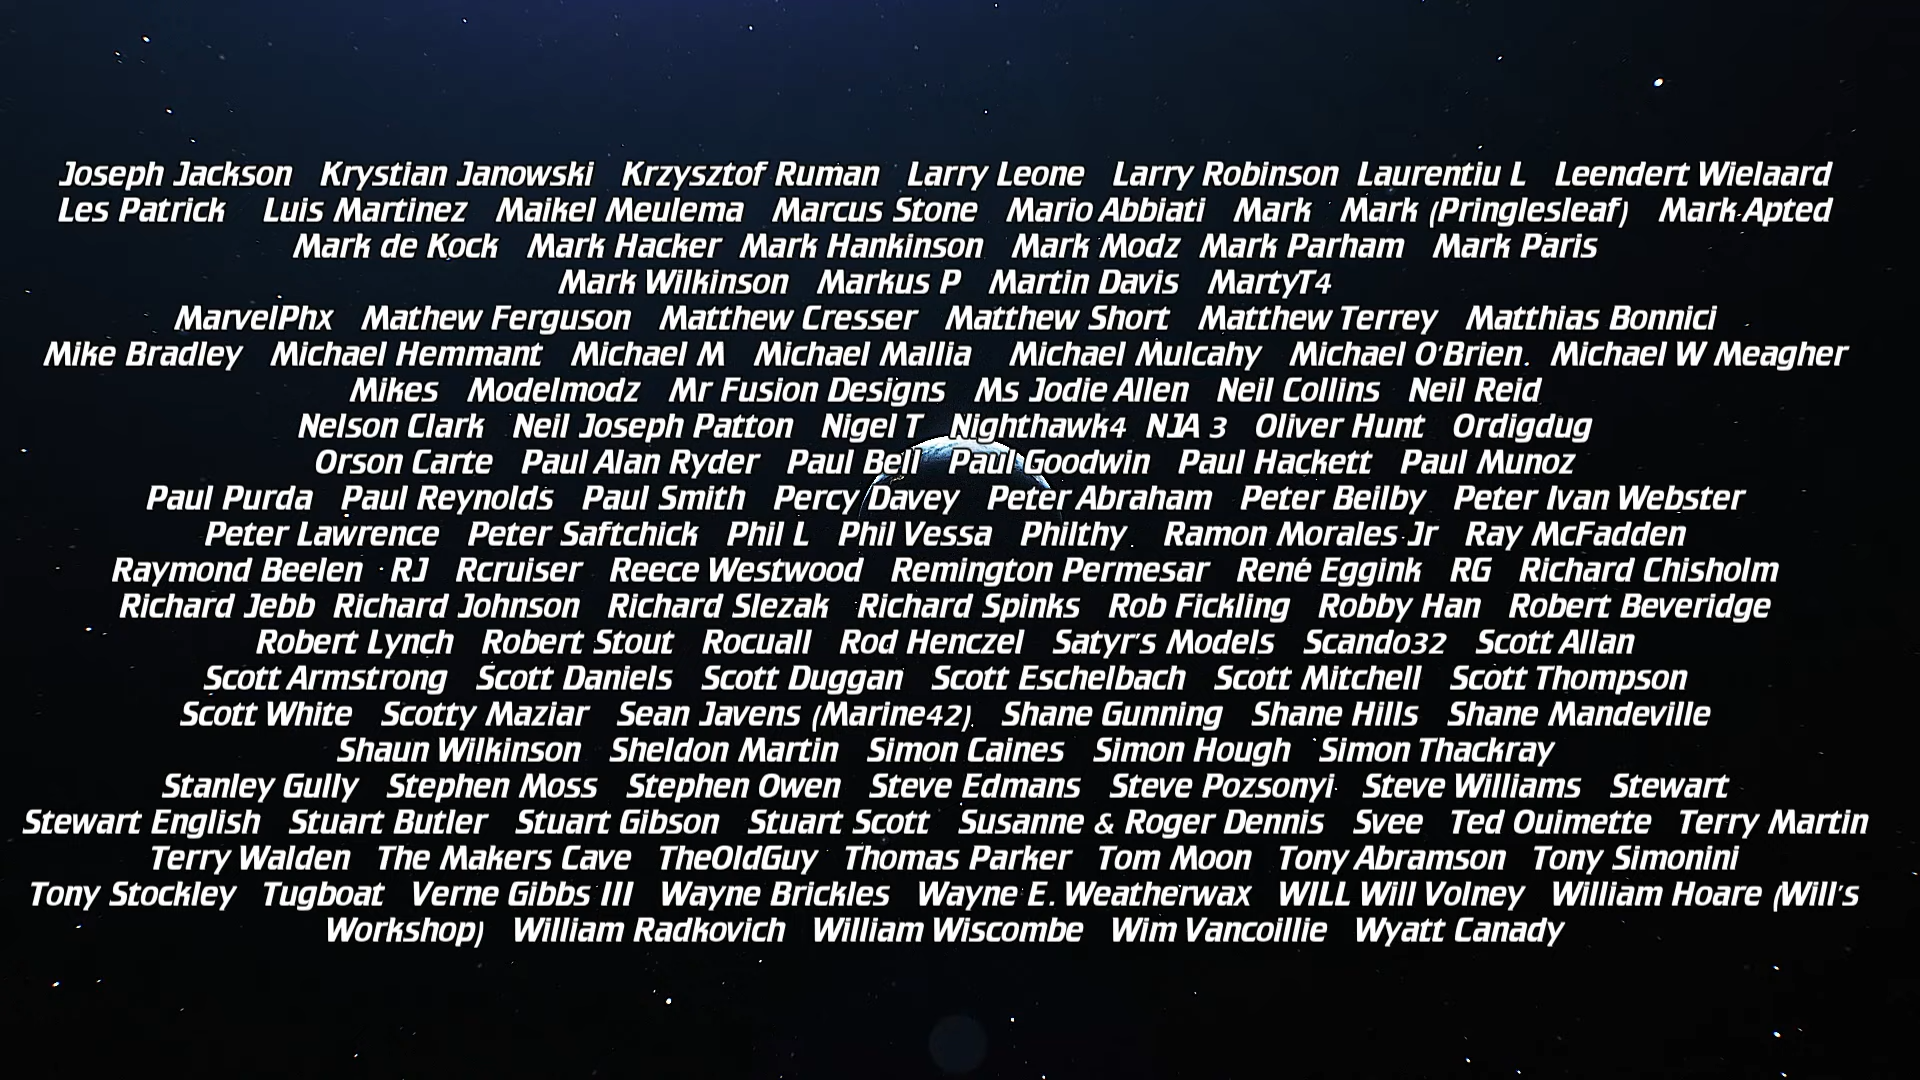 Joseph Jackson Krystian Janowski Krzysztof Ruman Larry Leone Larry Robinson Laurentiu L Leendert Wielaard
Les Patrick Luis Martinez Maikel Meulema Marcus Stone Mario Abbiati Mark Mark (Pringlesleaf) Mark Apted
Mark de Kock Mark Hacker Mark Hankinson Mark Modz Mark Parham Mark Paris
Mark Wilkinson Markus P Martin Davis MartyT4
MarvelPhx Mathew Ferguson Matthew Cresser Matthew Short Matthew Terrey Matthias Bonnici
Mike Bradley Michael Hemmant Michael M Michael Mallia Michael Mulcahy Michael O'Brien. Michael W Meagher
Mikes Modelmodz Mr Fusion Designs Ms Jodie Allen Neil Collins Neil Reid
Nelson Clark Neil Joseph Patton Nigel T Nighthawk4 NJA 3 Oliver Hunt Ordigdug
Orson Carte Paul Alan Ryder Paul Bell Paul Goodwin Paul Hackett Paul Munoz
Paul Purda Paul Reynolds Paul Smith Percy Davey Peter Abraham Peter Beilby Peter Ivan Webster
Peter Lawrence Peter Saftchick Phil L Phil Vessa Philthy Ramon Morales Jr Ray McFadden
Raymond Beelen RJ Rcruiser Reece Westwood Remington Permesar René Eggink RG Richard Chisholm
Richard Jebb Richard Johnson Richard Slezak Richard Spinks Rob Fickling Robby Han Robert Beveridge
Robert Lynch Robert Stout Rocuall Rod Henczel Satyr's Models Scando32 Scott Allan
Scott Armstrong Scott Daniels Scott Duggan Scott Eschelbach Scott Mitchell Scott Thompson
Scott White Scotty Maziar Sean Javens (Marine42) Shane Gunning Shane Hills Shane Mandeville
Shaun Wilkinson Sheldon Martin Simon Caines Simon Hough Simon Thackray
Stanley Gully Stephen Moss Stephen Owen Steve Edmans Steve Pozsonyi Steve Williams Stewart
Stewart English Stuart Butler Stuart Gibson Stuart Scott Susanne & Roger Dennis Svee Ted Ouimette Terry Martin
Terry Walden The Makers Cave TheOldGuy Thomas Parker Tom Moon Tony Abramson Tony Simonini
Tony Stockley Tugboat Verne Gibbs III Wayne Brickles Wayne E. Weatherwax WILL Will Volney William Hoare (Will's
Workshop) William Radkovich William Wiscombe Wim Vancoillie Wyatt Canady